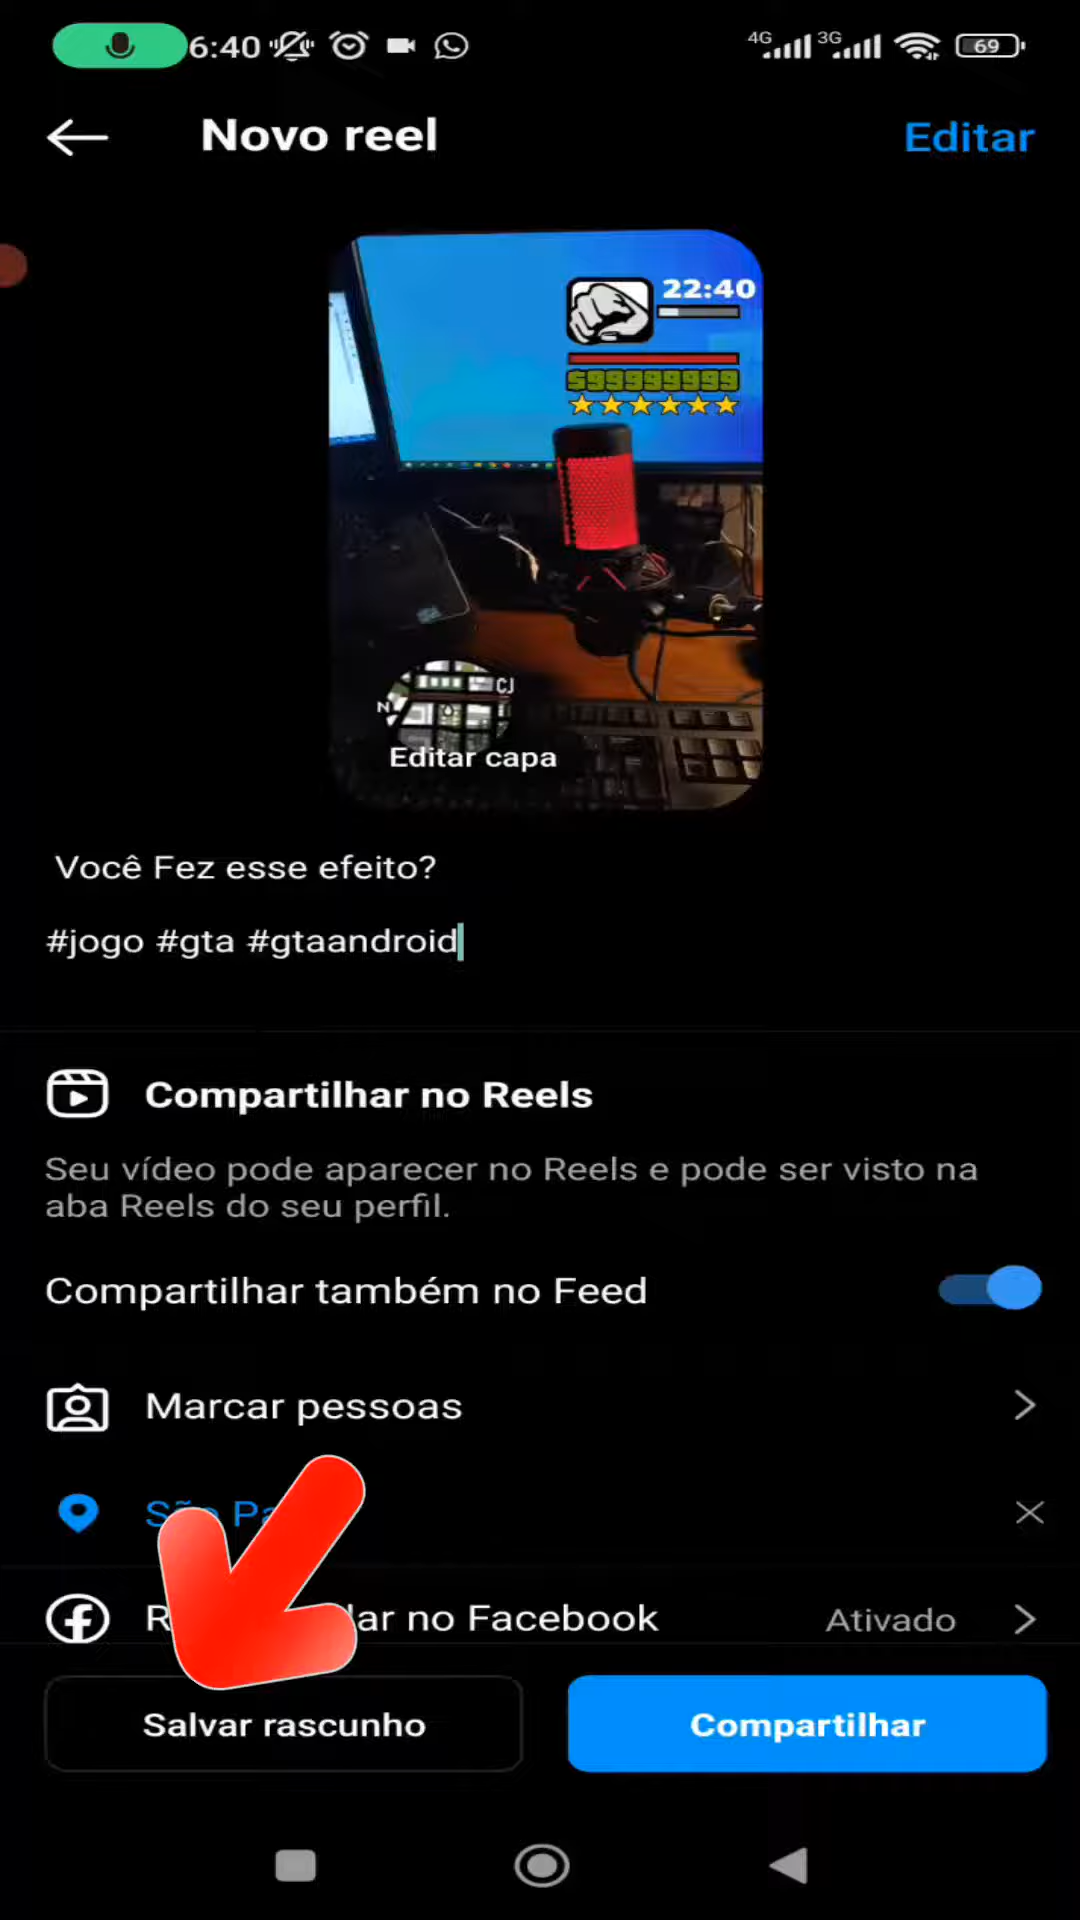 6:40
4G 3G 69
Novo reel
Editar
22:40
$99999999
CJ
N
Editar capa
Você Fez esse efeito?
#jogo #gta #gtaandroid
Compartilhar no Reels
Seu vídeo pode aparecer no Reels e pode ser visto na
aba Reels do seu perfil.
Compartilhar também no Feed
Marcar pessoas
São
no Facebook
Ativado
Salvar rascunho
Compartilhar